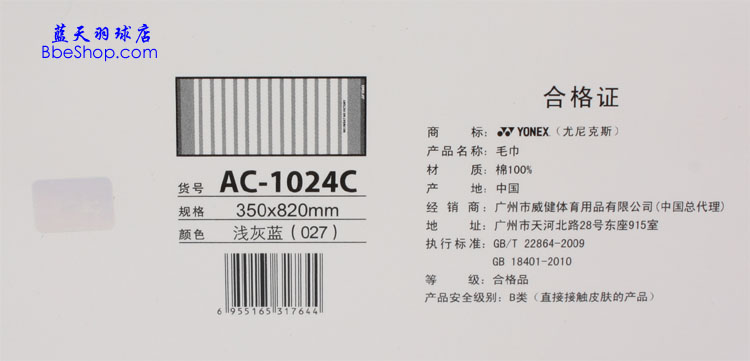 蓝天羽球店
BbeShop.com
货号 AC-1024C
规格 350x820mm
颜色 浅灰蓝(027)
6 955165 317644
合格证
商 标: YONEX(尤尼克斯)
产品名称: 毛巾
材 质: 棉100%
产 地: 中国
经 销 商: 广州市威健体育用品有限公司(中国总代理)
地 址: 广州市天河北路28号东座915室
执行标准: GB/T 22864-2009
GB 18401-2010
等 级: 合格品
产品安全级别: B类(直接接触皮肤的产品)